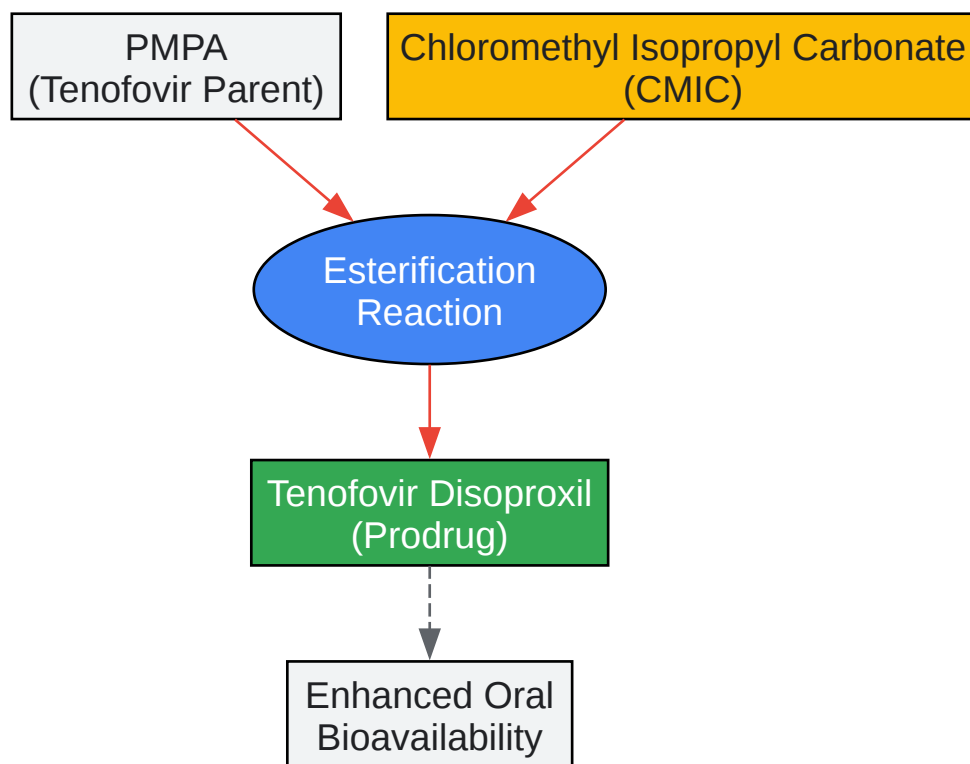 PMPA
(Tenofovir Parent)
Chloromethyl Isopropyl Carbonate
(CMIC)
Esterification
Reaction
Tenofovir Disoproxil
(Prodrug)
Enhanced Oral
Bioavailability